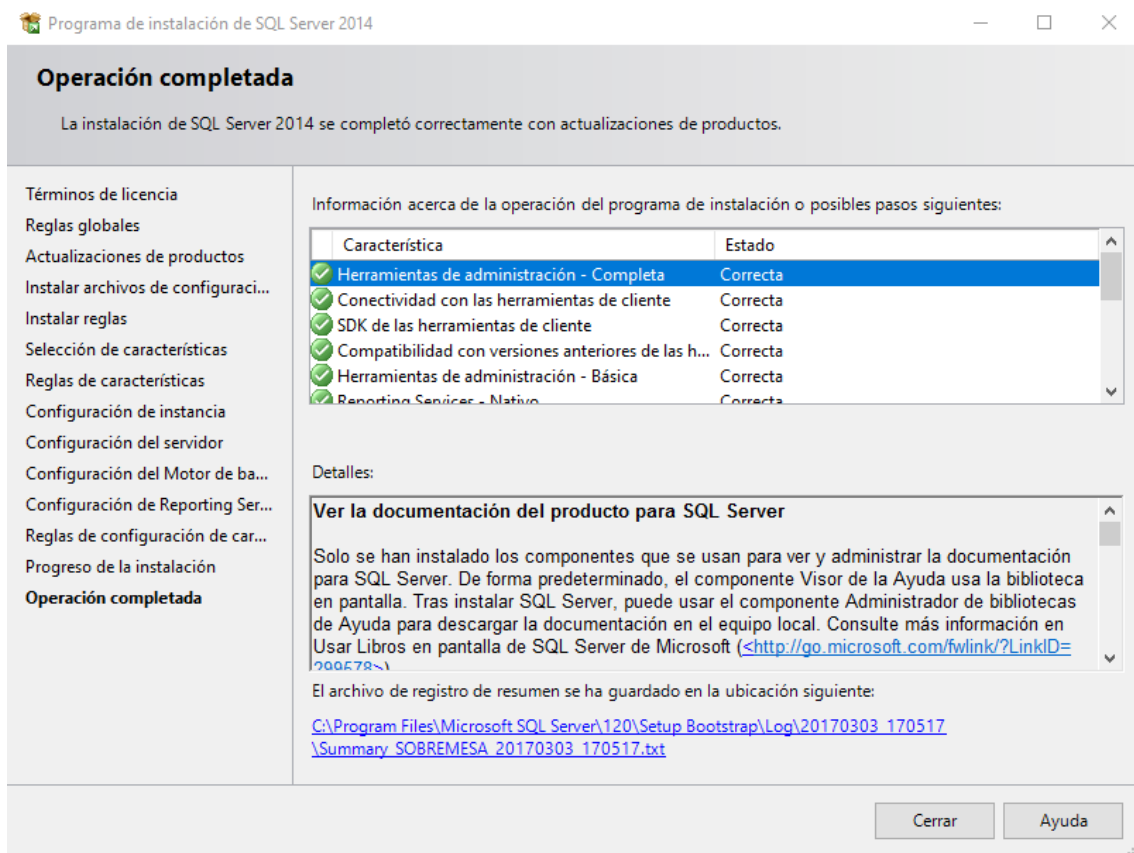 Programa de instalación de SQL Server 2014
Operación completada
La instalación de SQL Server 2014 se completó correctamente con actualizaciones de productos.
Términos de licencia
Reglas globales
Actualizaciones de productos
Instalar archivos de configuraci...
Instalar reglas
Selección de características
Reglas de características
Configuración de instancia
Configuración del servidor
Configuración del Motor de ba...
Configuración de Reporting Ser...
Reglas de configuración de car...
Progreso de la instalación
Operación completada
Información acerca de la operación del programa de instalación o posibles pasos siguientes:
Característica Estado
Herramientas de administración - Completa Correcta
Conectividad con las herramientas de cliente Correcta
SDK de las herramientas de cliente Correcta
Compatibilidad con versiones anteriores de las h... Correcta
Herramientas de administración - Básica Correcta
Reporting Services - Nativo Correcta
Detalles:
Ver la documentación del producto para SQL Server
Solo se han instalado los componentes que se usan para ver y administrar la documentación
para SQL Server. De forma predeterminado, el componente Visor de la Ayuda usa la biblioteca
en pantalla. Tras instalar SQL Server, puede usar el componente Administrador de bibliotecas
de Ayuda para descargar la documentación en el equipo local. Consulte más información en
Usar Libros en pantalla de SQL Server de Microsoft (<http://go.microsoft.com/fwlink/?LinkID=
299578>)
El archivo de registro de resumen se ha guardado en la ubicación siguiente:
C:\Program Files\Microsoft SQL Server\120\Setup Bootstrap\Log\20170303_170517
\Summary_SOBREMESA_20170303_170517.txt
Cerrar Ayuda